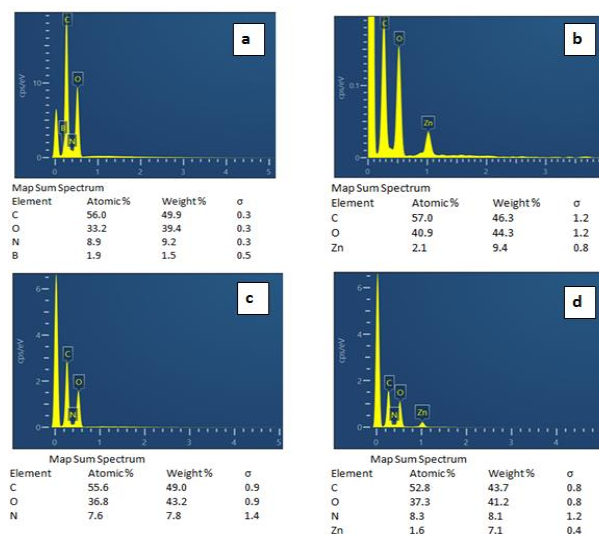 a
C
O
B
N
10
0
cps/eV
0 1 2 3 4 5
Map Sum Spectrum
Element Atomic % Weight % σ
C 56.0 49.9 0.3
O 33.2 39.4 0.3
N 8.9 9.2 0.3
B 1.9 1.5 0.5
b
C
O
Zn
0.1
0
cps/eV
0 2
Map Sum Spectrum
Element Atomic % Weight % σ
C 57.0 46.3 1.2
O 40.9 44.3 1.2
Zn 2.1 9.4 0.8
c
C
O
N
6
4
2
0
cps/eV
0 1 2 3 4 5
Map Sum Spectrum
Element Atomic % Weight % σ
C 55.6 49.0 0.9
O 36.8 43.2 0.9
N 7.6 7.8 1.4
d
C
O
N
Zn
6
4
2
0
cps/eV
0 1 2 3 4
Map Sum Spectrum
Element Atomic % Weight % σ
C 52.8 43.7 0.8
O 37.3 41.2 0.8
N 8.3 8.1 1.2
Zn 1.6 7.1 0.4